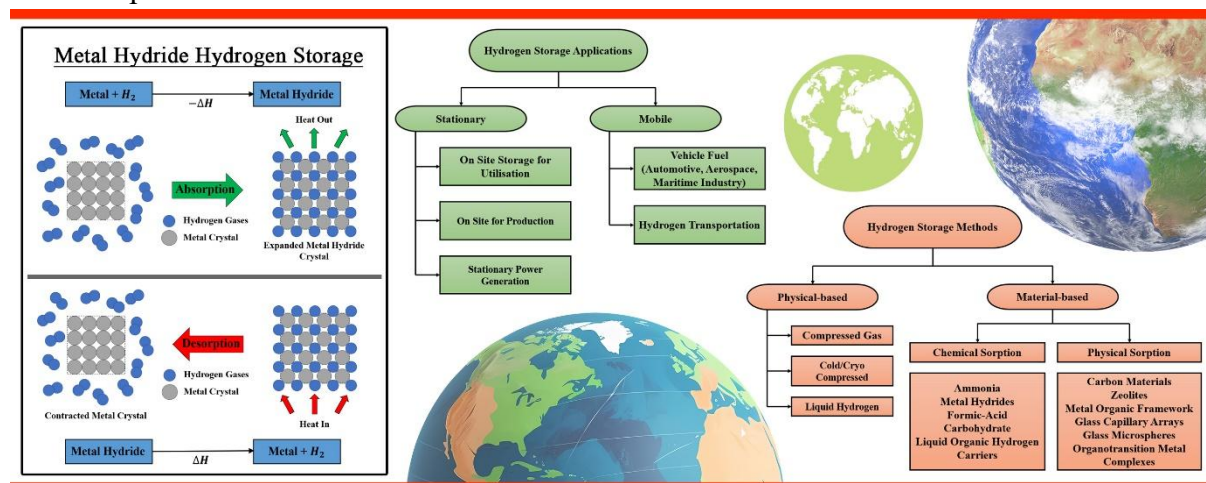 Metal Hydride Hydrogen Storage
Metal + H₂
−ΔH
Metal Hydride
Heat Out
Absorption
Hydrogen Gases
Metal Crystal
Expanded Metal Hydride
Crystal
Desorption
Hydrogen Gases
Metal Crystal
Contracted Metal Crystal
Heat In
Metal Hydride
ΔH
Metal + H₂
Hydrogen Storage Applications
Stationary
On Site Storage for
Utilisation
On Site for Production
Stationary Power
Generation
Mobile
Vehicle Fuel
(Automotive, Aerospace,
Maritime Industry)
Hydrogen Transportation
Hydrogen Storage Methods
Physical-based
Compressed Gas
Cold/Cryo
Compressed
Liquid Hydrogen
Material-based
Chemical Sorption
Ammonia
Metal Hydrides
Formic-Acid
Carbohydrate
Liquid Organic Hydrogen
Carriers
Physical Sorption
Carbon Materials
Zeolites
Metal Organic Framework
Glass Capillary Arrays
Glass Microspheres
Organotransition Metal
Complexes